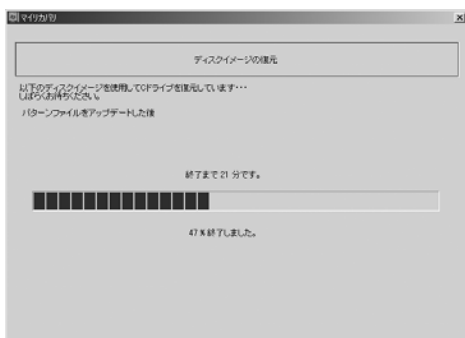 マイリカバリ
ディスクイメージの復元
以下のディスクイメージを使用してCドライブを復元しています・・・
しばらくお待ちください。
パターンファイルをアップデートした後
終了まで 21 分です。
47 % 終了しました。